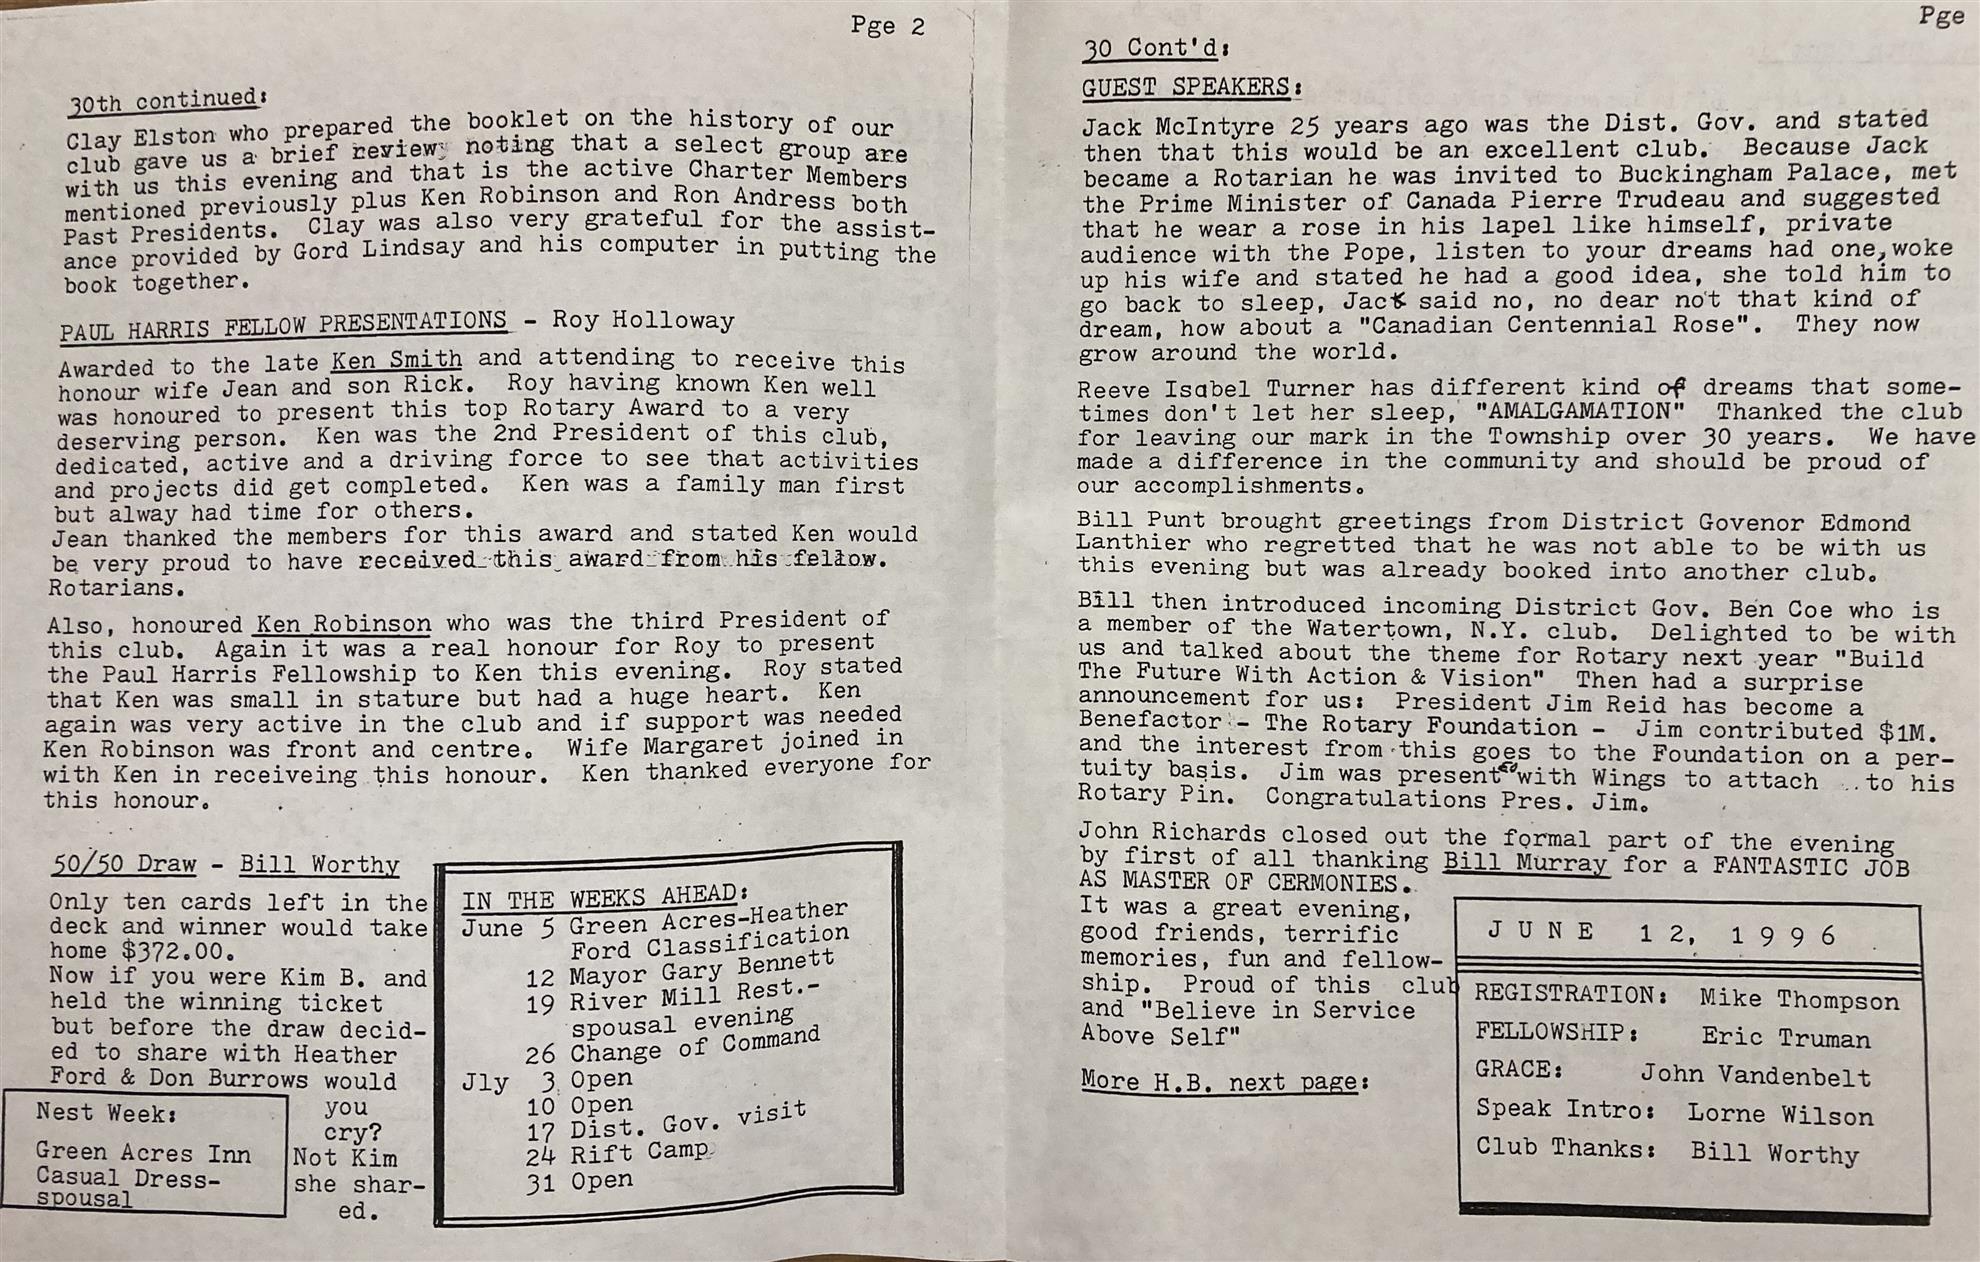 Pge 2
30th continued:
Clay Elston who prepared the booklet on the history of our
club gave us a brief review; noting that a select group are
with us this evening and that is the active Charter Members
mentioned previously plus Ken Robinson and Ron Andress both
Past Presidents. Clay was also very grateful for the assist-
ance provided by Gord Lindsay and his computer in putting the
book together.
PAUL HARRIS FELLOW PRESENTATIONS - Roy Holloway
Awarded to the late Ken Smith and attending to receive this
honour wife Jean and son Rick. Roy having known Ken well
was honoured to present this top Rotary Award to a very
deserving person. Ken was the 2nd President of this club,
dedicated, active and a driving force to see that activities
and projects did get completed. Ken was a family man first
but alway had time for others.
Jean thanked the members for this award and stated Ken would
be very proud to have received this award from his fellow.
Rotarians.
Also, honoured Ken Robinson who was the third President of
this club. Again it was a real honour for Roy to present
the Paul Harris Fellowship to Ken this evening. Roy stated
that Ken was small in stature but had a huge heart. Ken
again was very active in the club and if support was needed
Ken Robinson was front and centre. Wife Margaret joined in
with Ken in receiveing this honour. Ken thanked everyone for
this honour.
50/50 Draw - Bill Worthy
Only ten cards left in the
deck and winner would take
home $372.00.
Now if you were Kim B. and
held the winning ticket
but before the draw decid-
ed to share with Heather
Ford & Don Burrows would
you
cry?
Not Kim
she shar-
ed.
Nest Week:
Green Acres Inn
Casual Dress-
spousal
IN THE WEEKS AHEAD:
June 5 Green Acres-Heather
Ford Classification
12 Mayor Gary Bennett
19 River Mill Rest.-
spousal evening
26 Change of Command
Jly 3 Open
10 Open
17 Dist. Gov. visit
24 Rift Camp
31 Open
Pge
30 Cont'd:
GUEST SPEAKERS:
Jack McIntyre 25 years ago was the Dist. Gov. and stated
then that this would be an excellent club. Because Jack
became a Rotarian he was invited to Buckingham Palace, met
the Prime Minister of Canada Pierre Trudeau and suggested
that he wear a rose in his lapel like himself, private
audience with the Pope, listen to your dreams had one, woke
up his wife and stated he had a good idea, she told him to
go back to sleep, Jack said no, no dear not that kind of
dream, how about a "Canadian Centennial Rose". They now
grow around the world.
Reeve Isabel Turner has different kind of dreams that some-
times don't let her sleep, "AMALGAMATION" Thanked the club
for leaving our mark in the Township over 30 years. We have
made a difference in the community and should be proud of
our accomplishments.
Bill Punt brought greetings from District Govenor Edmond
Lanthier who regretted that he was not able to be with us
this evening but was already booked into another club.
Bill then introduced incoming District Gov. Ben Coe who is
a member of the Watertown, N.Y. club. Delighted to be with
us and talked about the theme for Rotary next year "Build
The Future With Action & Vision" Then had a surprise
announcement for us: President Jim Reid has become a
Benefactor - The Rotary Foundation - Jim contributed $1M.
and the interest from this goes to the Foundation on a per-
tuity basis. Jim was presented with Wings to attach to his
Rotary Pin. Congratulations Pres. Jim.
John Richards closed out the formal part of the evening
by first of all thanking Bill Murray for a FANTASTIC JOB
AS MASTER OF CERMONIES.
It was a great evening,
good friends, terrific
memories, fun and fellow-
ship. Proud of this club
and "Believe in Service
Above Self"
More H.B. next page:
JUNE 12, 1996
REGISTRATION: Mike Thompson
FELLOWSHIP: Eric Truman
GRACE: John Vandenbelt
Speak Intro: Lorne Wilson
Club Thanks: Bill Worthy